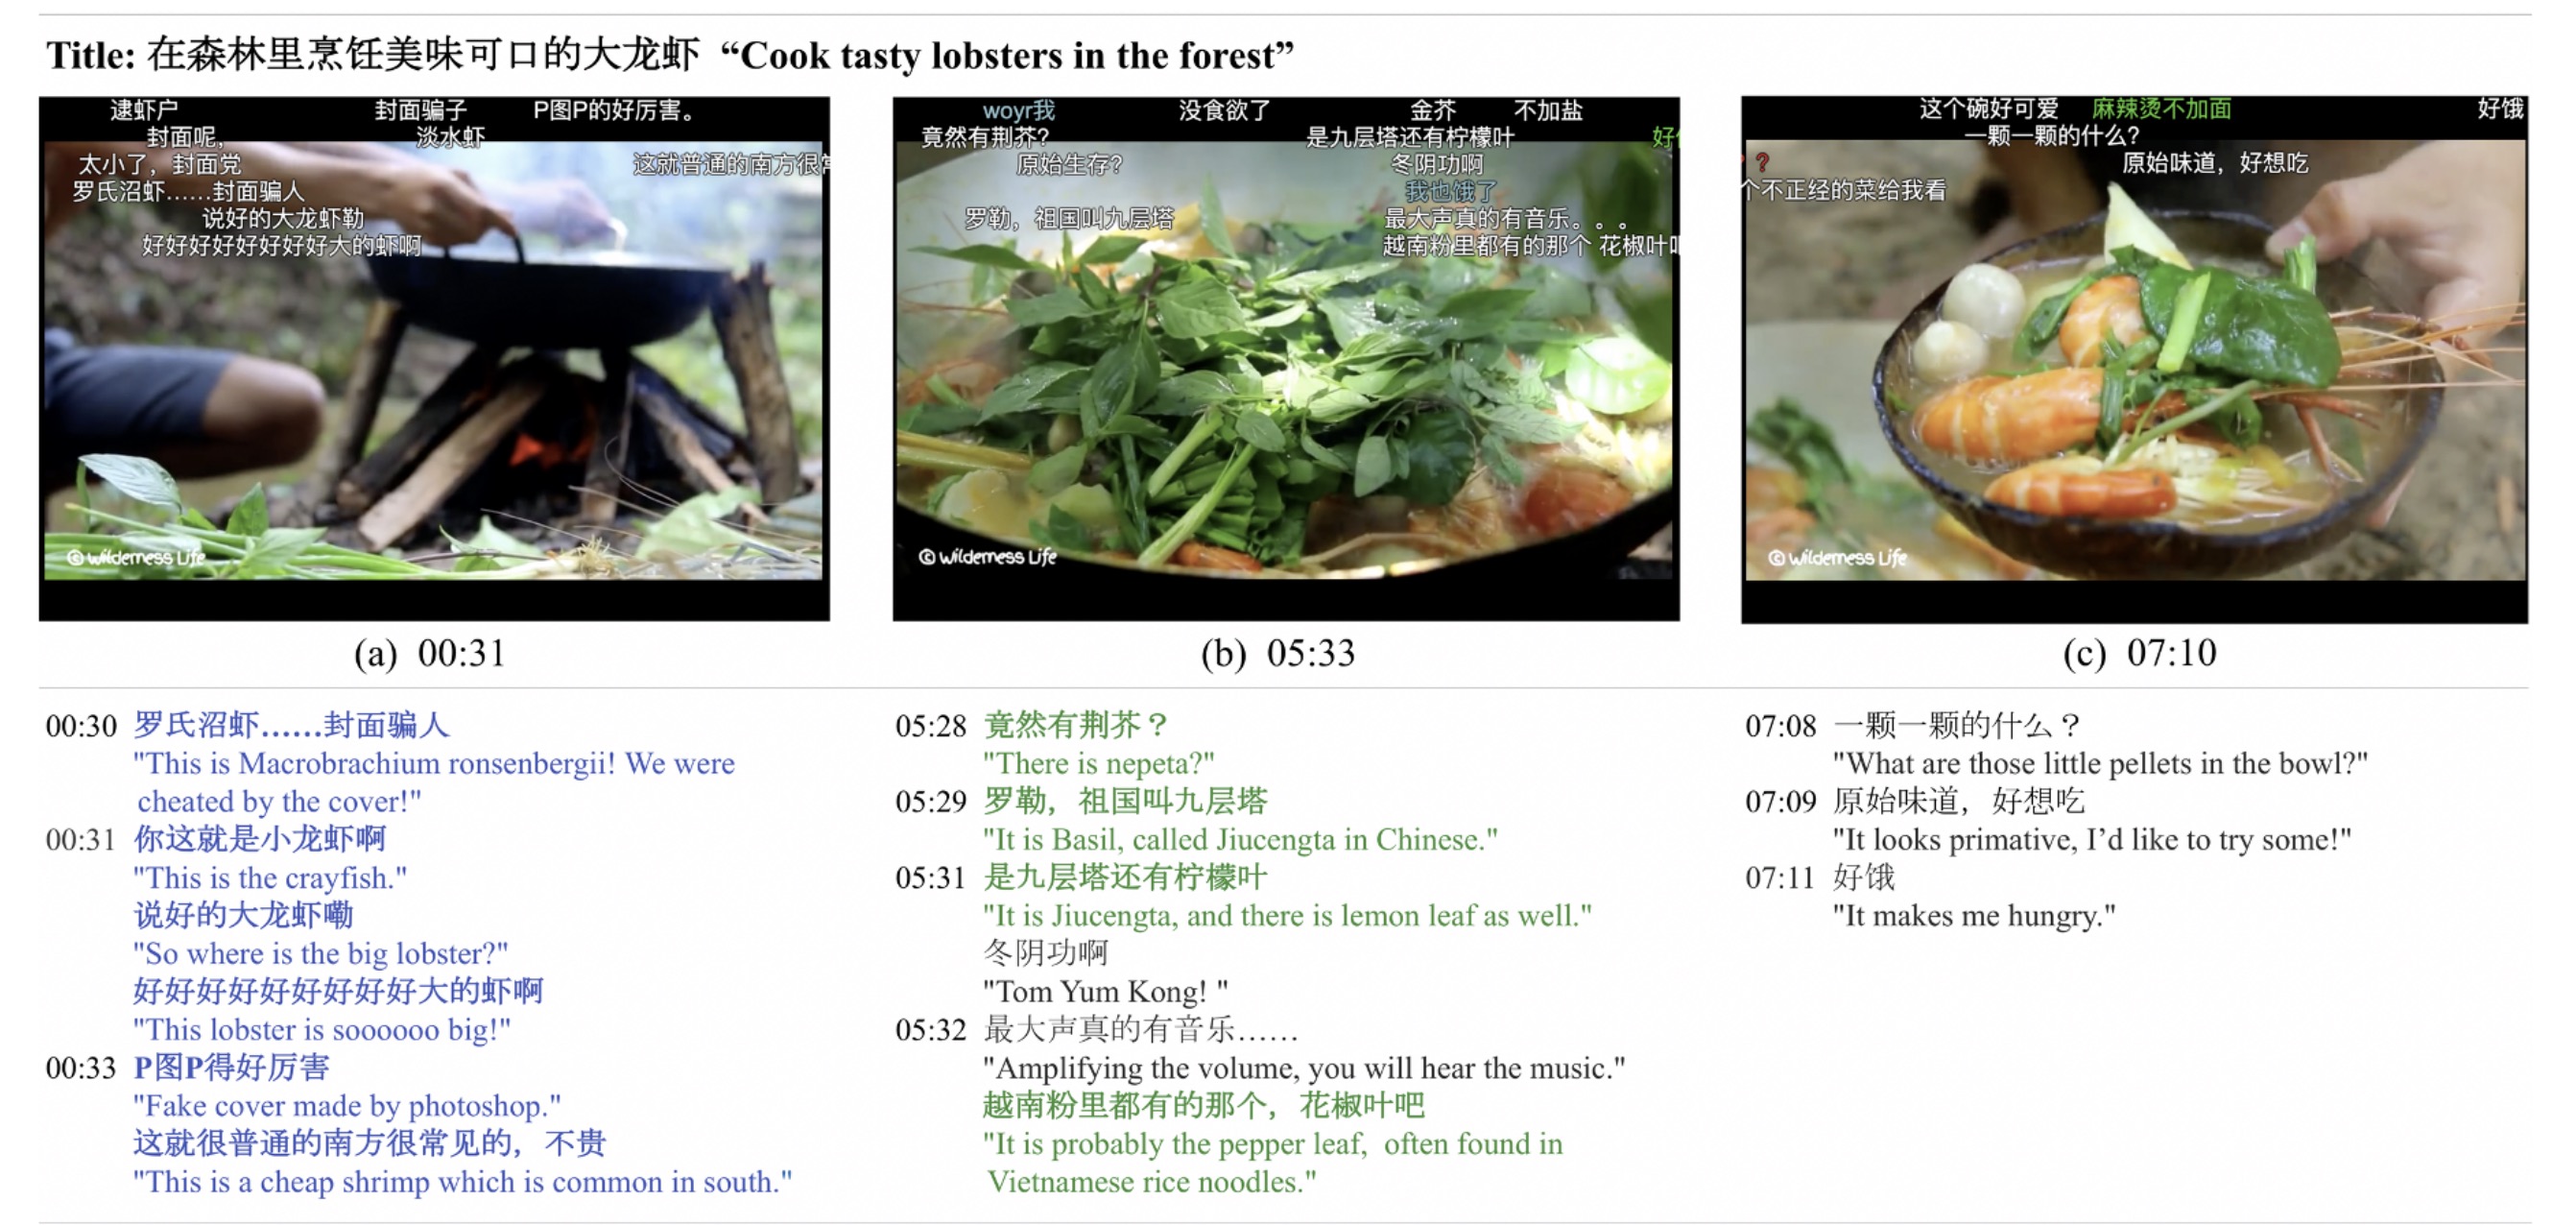 Title: 在森林里烹饪美味可口的大龙虾 “Cook tasty lobsters in the forest”
逮虾户 封面骗子 P图P的好厉害。
封面呢， 淡水虾
太小了，封面党 这就普通的南方很常
罗氏沼虾……封面骗人
说好的大龙虾勒
好好好好好好好好大的虾啊
© Wilderness Life
(a) 00:31
woyr我 没食欲了 金芥 不加盐
竟然有荆芥？ 是九层塔还有柠檬叶 好
原始生存？ 冬阴功啊
我也饿了
罗勒，祖国叫九层塔 最大声真的有音乐。。。
越南粉里都有的那个 花椒叶吧
© Wilderness Life
(b) 05:33
这个碗好可爱 麻辣烫不加面 好饿
一颗一颗的什么？
？ 原始味道，好想吃
个不正经的菜给我看
© Wilderness Life
(c) 07:10
00:30 罗氏沼虾……封面骗人
"This is Macrobrachium ronsenbergii! We were
cheated by the cover!"
00:31 你这就是小龙虾啊
"This is the crayfish."
说好的大龙虾嘞
"So where is the big lobster?"
好好好好好好好好好大的虾啊
"This lobster is soooooo big!"
00:33 P图P得好厉害
"Fake cover made by photoshop."
这就很普通的南方很常见的，不贵
"This is a cheap shrimp which is common in south."
05:28 竟然有荆芥？
"There is nepeta?"
05:29 罗勒，祖国叫九层塔
"It is Basil, called Jiucengta in Chinese."
05:31 是九层塔还有柠檬叶
"It is Jiucengta, and there is lemon leaf as well."
冬阴功啊
"Tom Yum Kong! "
05:32 最大声真的有音乐……
"Amplifying the volume, you will hear the music."
越南粉里都有的那个，花椒叶吧
"It is probably the pepper leaf, often found in
Vietnamese rice noodles."
07:08 一颗一颗的什么？
"What are those little pellets in the bowl?"
07:09 原始味道，好想吃
"It looks primative, I’d like to try some!"
07:11 好饿
"It makes me hungry."